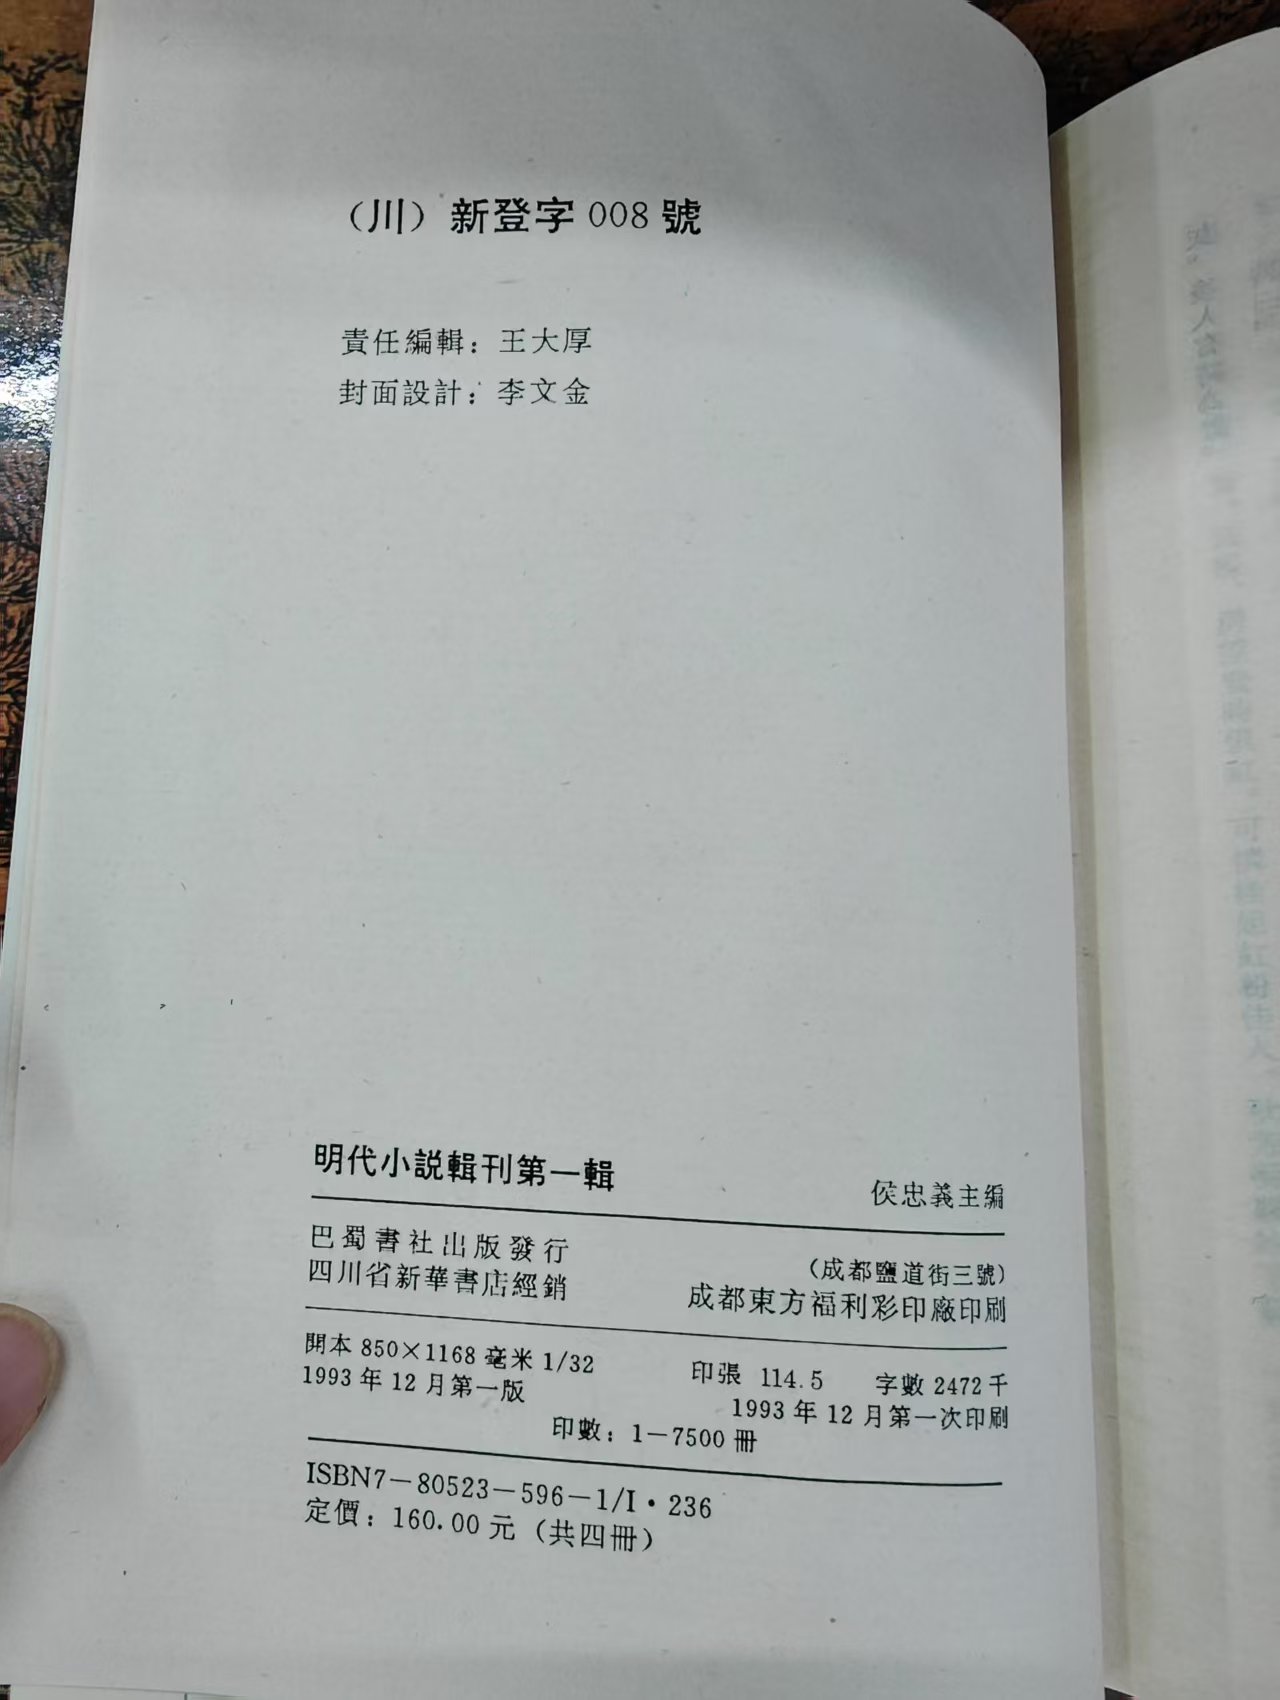 （川）新登字 008 號
責任編輯：王大厚
封面設計：李文金
明代小説輯刊第一輯
侯忠義主編
巴蜀書社出版發行
（成都鹽道街三號）
四川省新華書店經銷
成都東方福利彩印廠印刷
開本 850×1168 毫米 1/32
印張 114.5 字數 2472 千
1993 年 12 月第一版
1993 年 12 月第一次印刷
印數：1－7500 冊
ISBN7－80523－596－1/I·236
定價：160.00 元（共四冊）